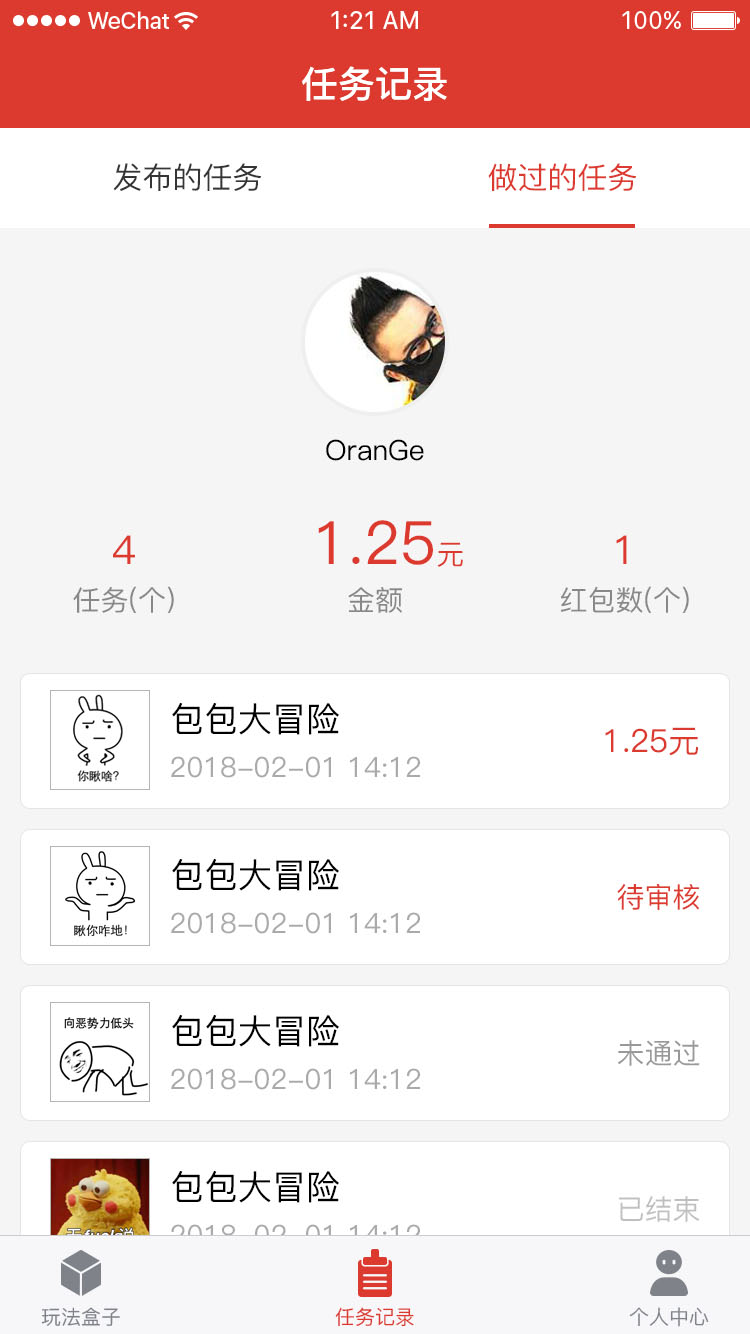 WeChat 1:21 AM 100%
任务记录
发布的任务 做过的任务
OranGe
4 1.25元 1
任务(个) 金额 红包数(个)
包包大冒险
2018-02-01 14:12
1.25元
你瞅啥?
包包大冒险
2018-02-01 14:12
待审核
瞅你咋地!
向恶势力低头
包包大冒险
2018-02-01 14:12
未通过
包包大冒险
2018-02-01 14:12
已结束
玩法盒子 任务记录 个人中心